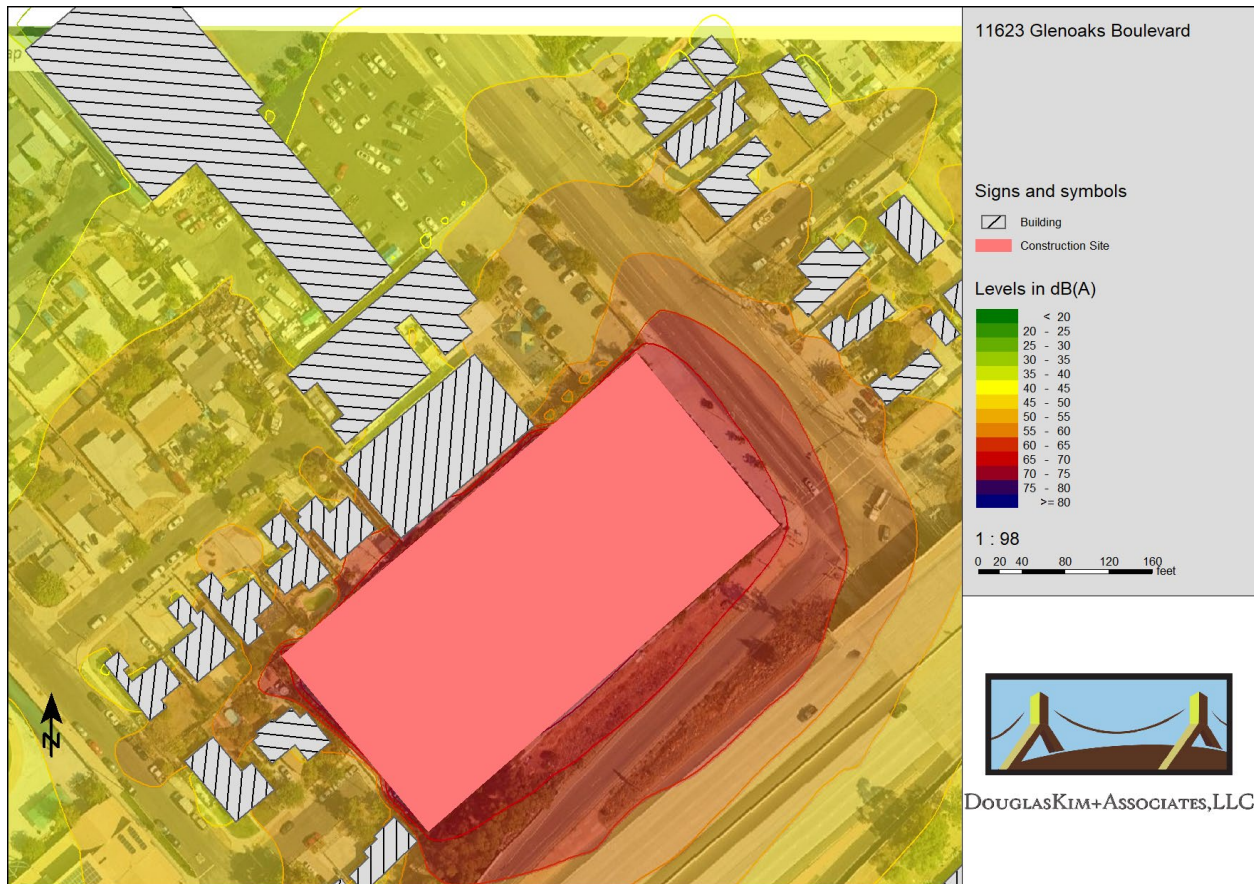 11623 Glenoaks Boulevard
Signs and symbols
Building
Construction Site
Levels in dB(A)
< 20
20 - 25
25 - 30
30 - 35
35 - 40
40 - 45
45 - 50
50 - 55
55 - 60
60 - 65
65 - 70
70 - 75
75 - 80
>= 80
1 : 98
0 20 40 80 120 160
feet
N
DOUGLASKIM+ASSOCIATES,LLC